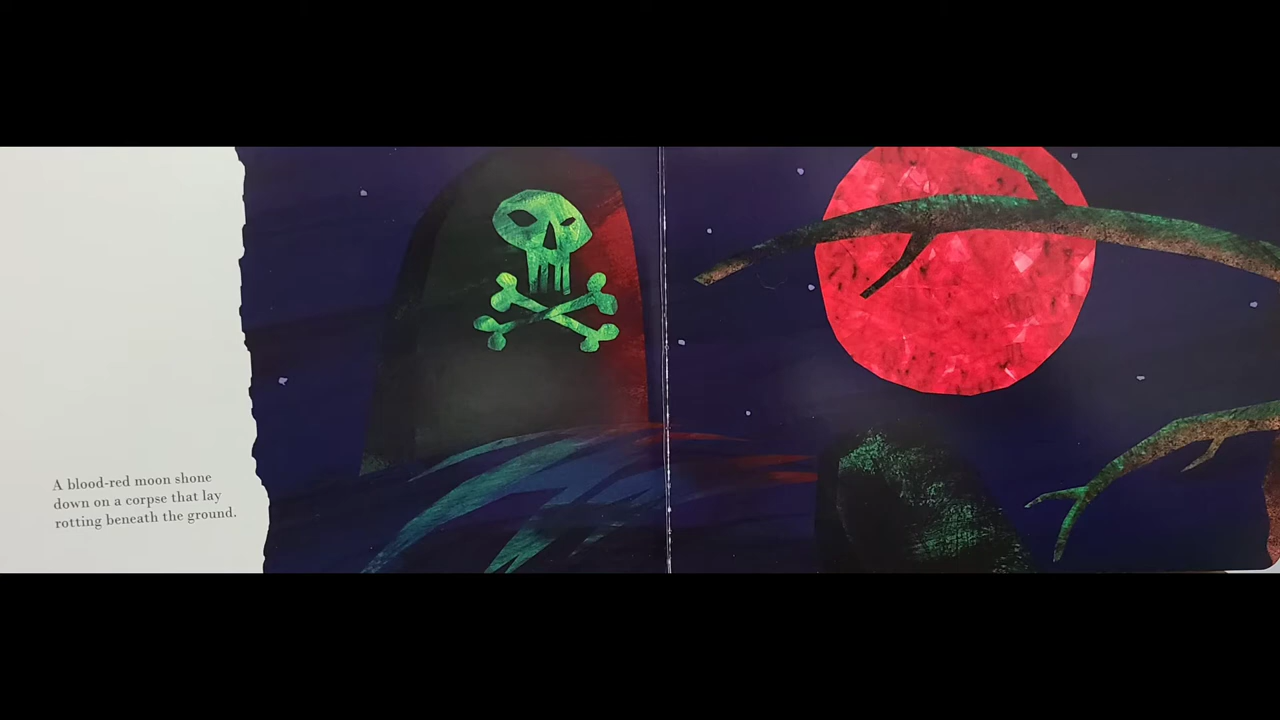 A blood-red moon shone
down on a corpse that lay
rotting beneath the ground.